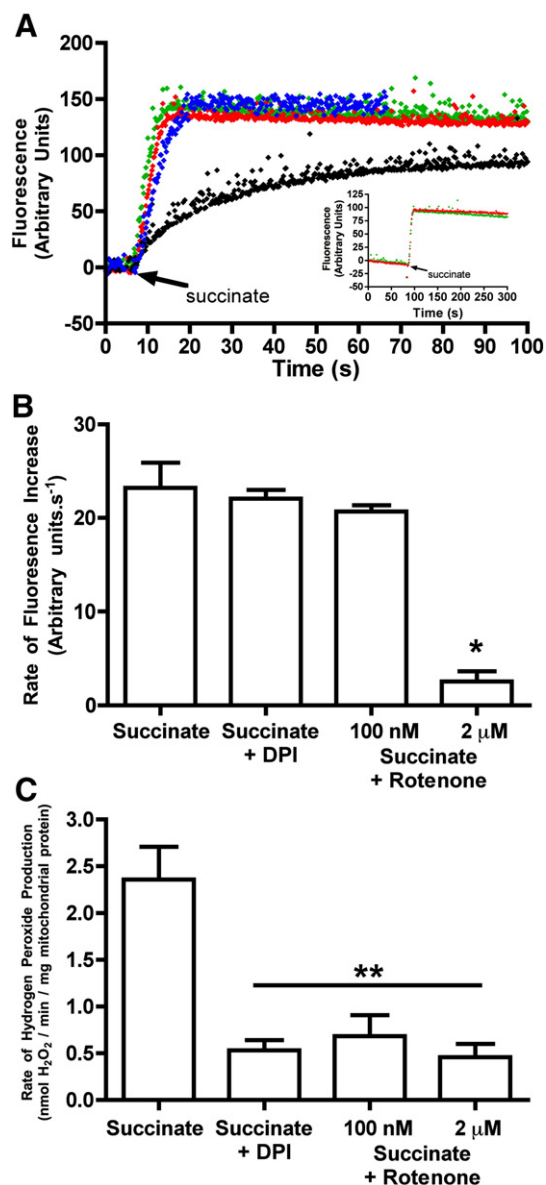 A
200
150
100
50
0
-50
Fluorescence
(Arbitrary Units)
succinate
0 10 20 30 40 50 60 70 80 90 100
Time (s)
125
100
75
50
25
0
-25
-50
Fluorescence
(Arbitrary Units)
succinate
0 50 100 150 200 250 300
Time (s)
B
30
20
10
0
Rate of Fluoresence Increase
(Arbitrary units.s⁻¹)
*
Succinate
Succinate
+ DPI
100 nM
2 μM
Succinate
+ Rotenone
C
3.0
2.5
2.0
1.5
1.0
0.5
0.0
Rate of Hydrogen Peroxide Production
(nmol H₂O₂ / min / mg mitochondrial protein)
**
Succinate
Succinate
+ DPI
100 nM
2 μM
Succinate
+ Rotenone